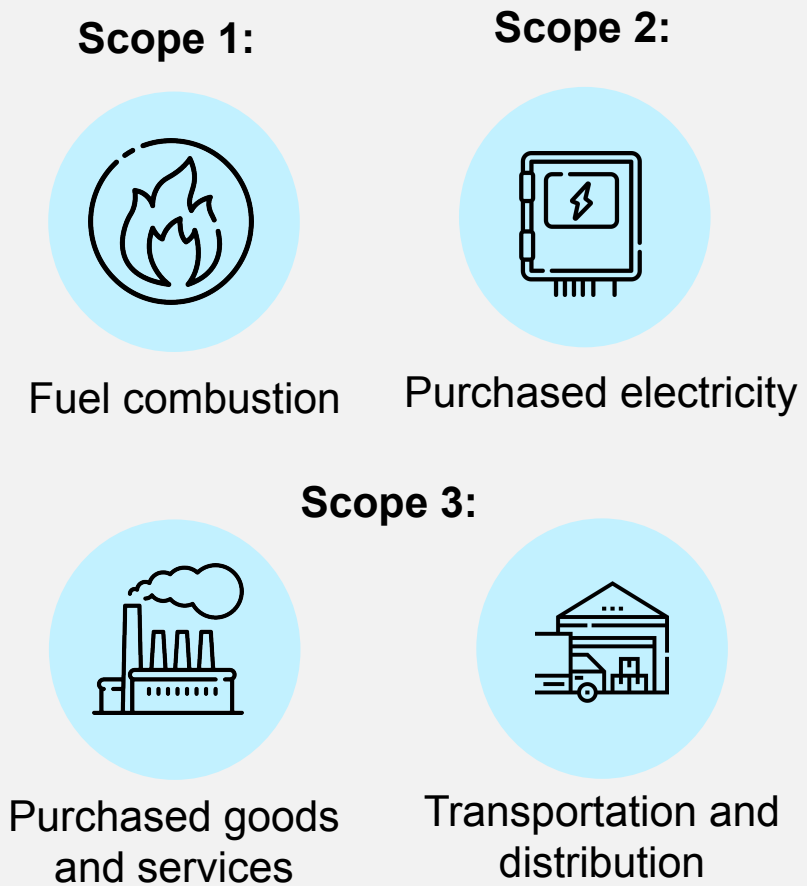 Scope 1:
Scope 2:
Fuel combustion
Purchased electricity
Scope 3:
Purchased goods
and services
Transportation and
distribution